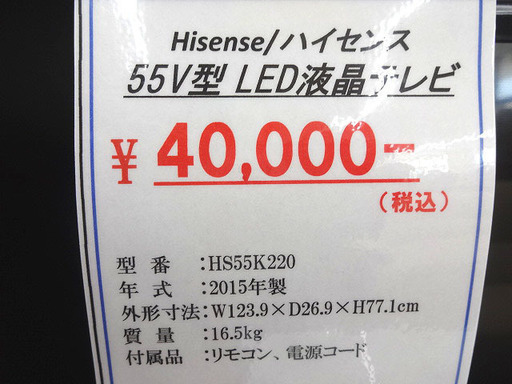 Hisense/ハイセンス
55V型 LED液晶テレビ
¥40,000-
（税込）
型 番 :HS55K220
年 式 :2015年製
外形寸法:W123.9×D26.9×H77.1cm
質 量 :16.5kg
付属品 :リモコン、電源コード